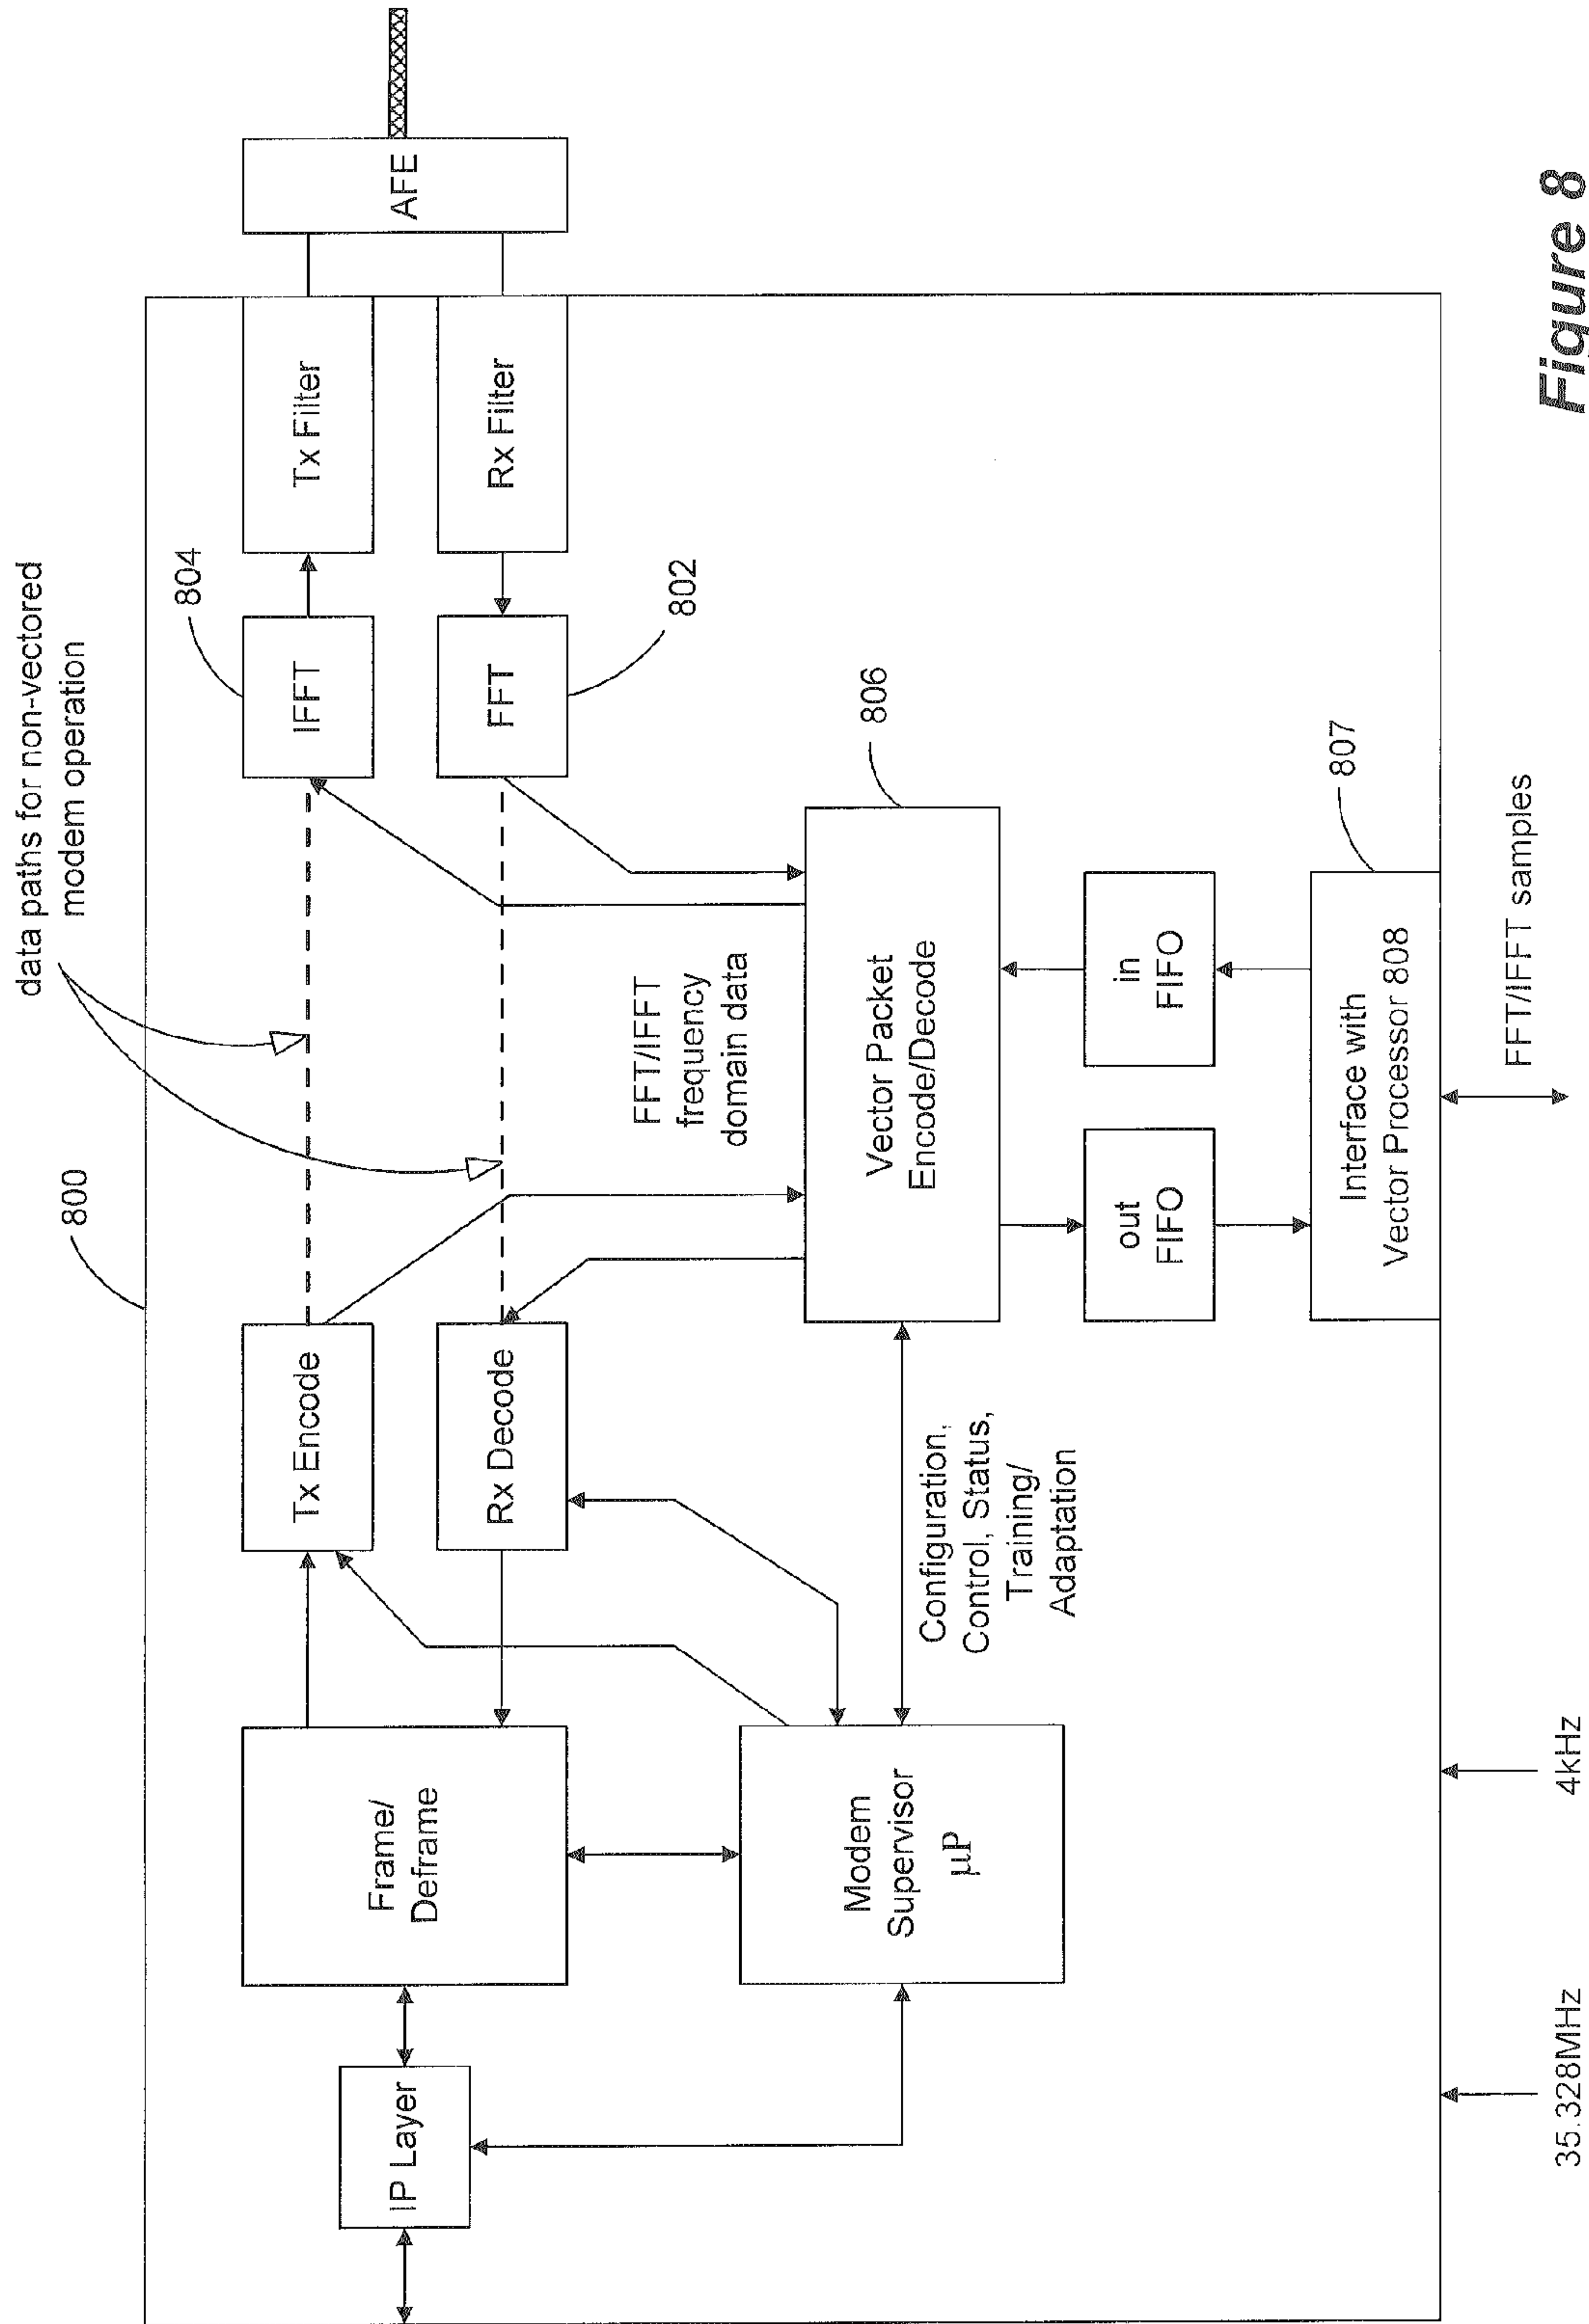 data paths for non-vectored
modem operation
800
804
802
806
807
IP Layer
Frame/
Deframe
Modem
Supervisor
μP
Tx Encode
Rx Decode
IFFT
FFT
Tx Filter
Rx Filter
AFE
FFT/IFFT
frequency
domain data
Configuration,
Control, Status,
Training/
Adaptation
Vector Packet
Encode/Decode
out
FIFO
in
FIFO
Interface with
Vector Processor 808
35.328MHz
4kHz
FFT/IFFT samples
Figure 8